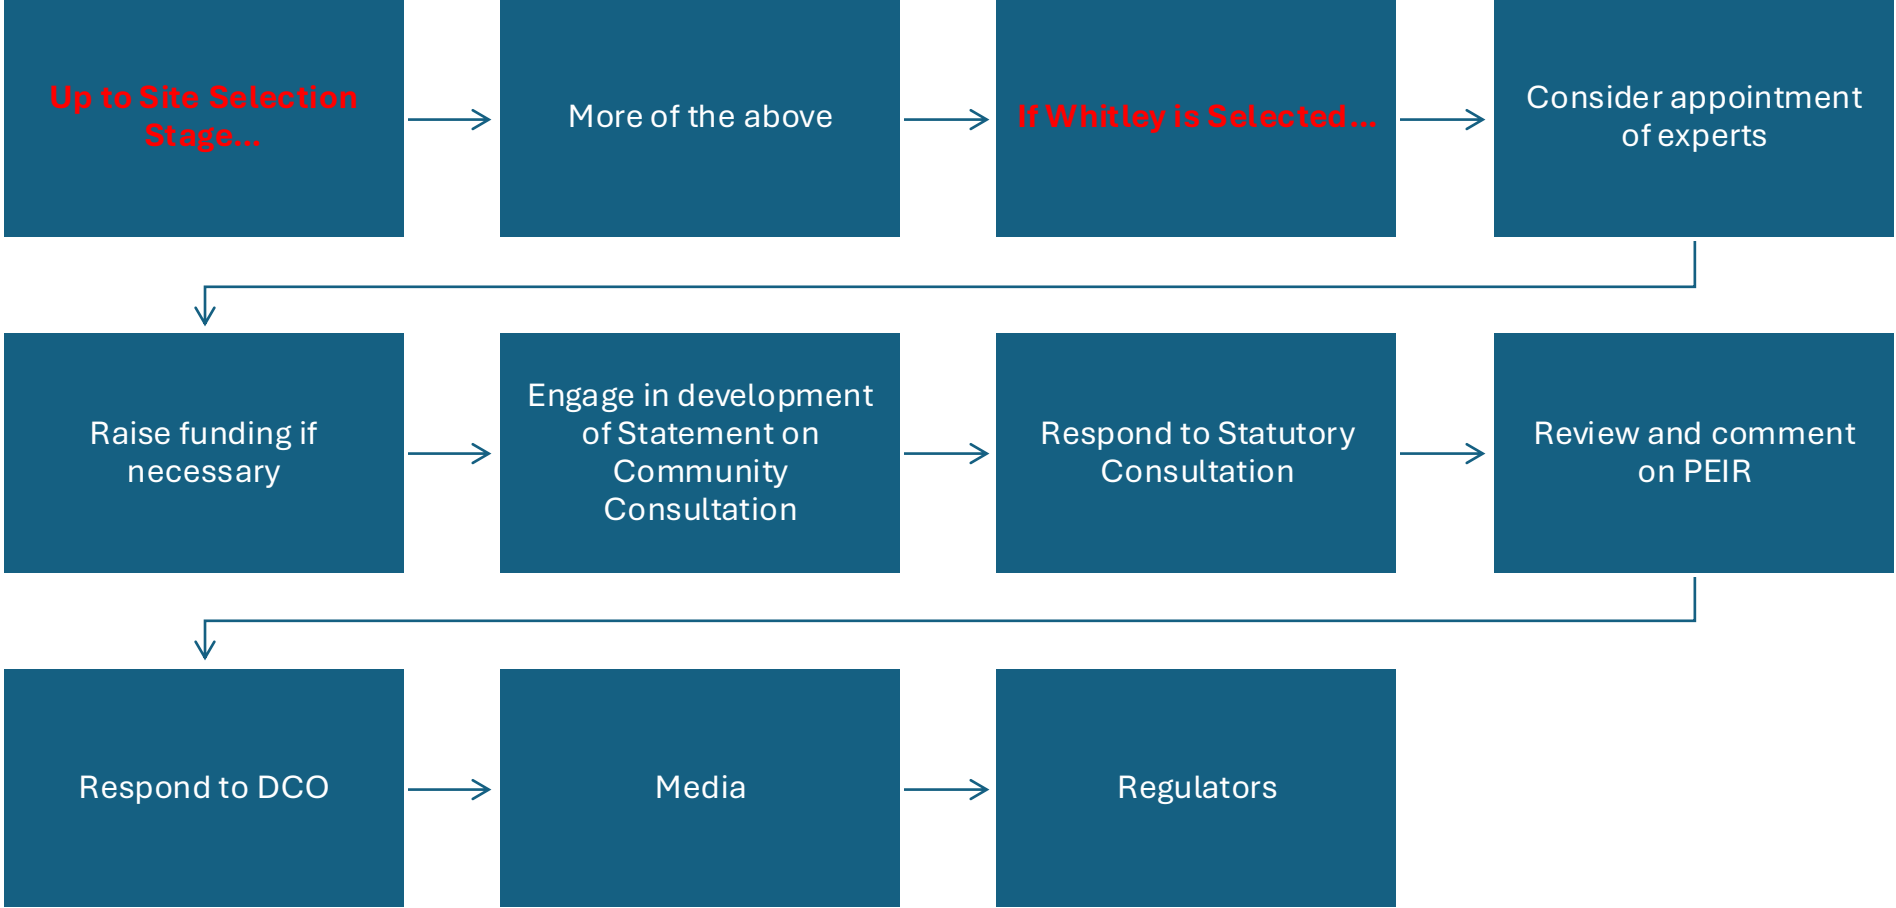 Up to Site Selection
Stage...
More of the above
If Whitley is Selected...
Consider appointment
of experts
Raise funding if
necessary
Engage in development
of Statement on
Community
Consultation
Respond to Statutory
Consultation
Review and comment
on PEIR
Respond to DCO
Media
Regulators